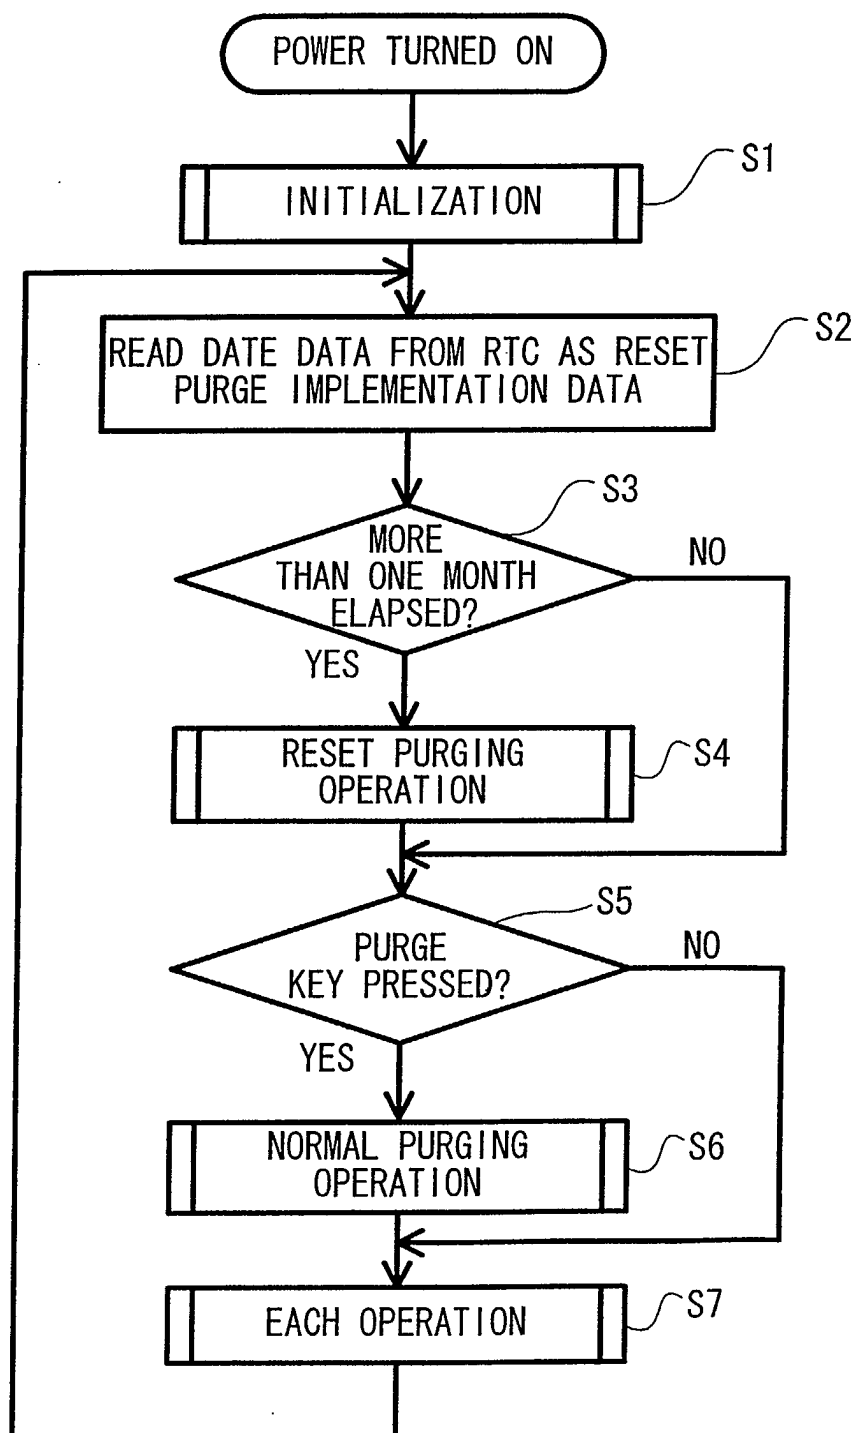 POWER TURNED ON
S1
INITIALIZATION
S2
READ DATE DATA FROM RTC AS RESET
PURGE IMPLEMENTATION DATA
S3
MORE
THAN ONE MONTH
ELAPSED?
NO
YES
RESET PURGING
OPERATION
S4
S5
PURGE
KEY PRESSED?
NO
YES
NORMAL PURGING
OPERATION
S6
EACH OPERATION
S7